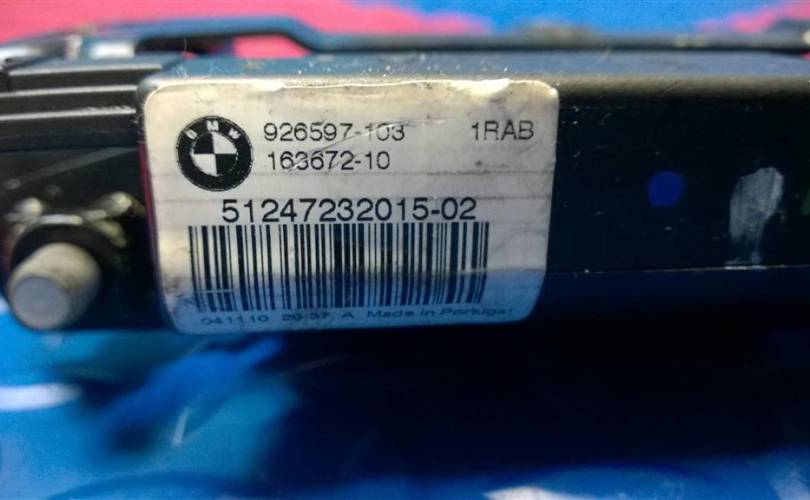 BMW
926597-103 1RAB
163672-10
51247232015-02
041110 20:37 A Made in Portugal